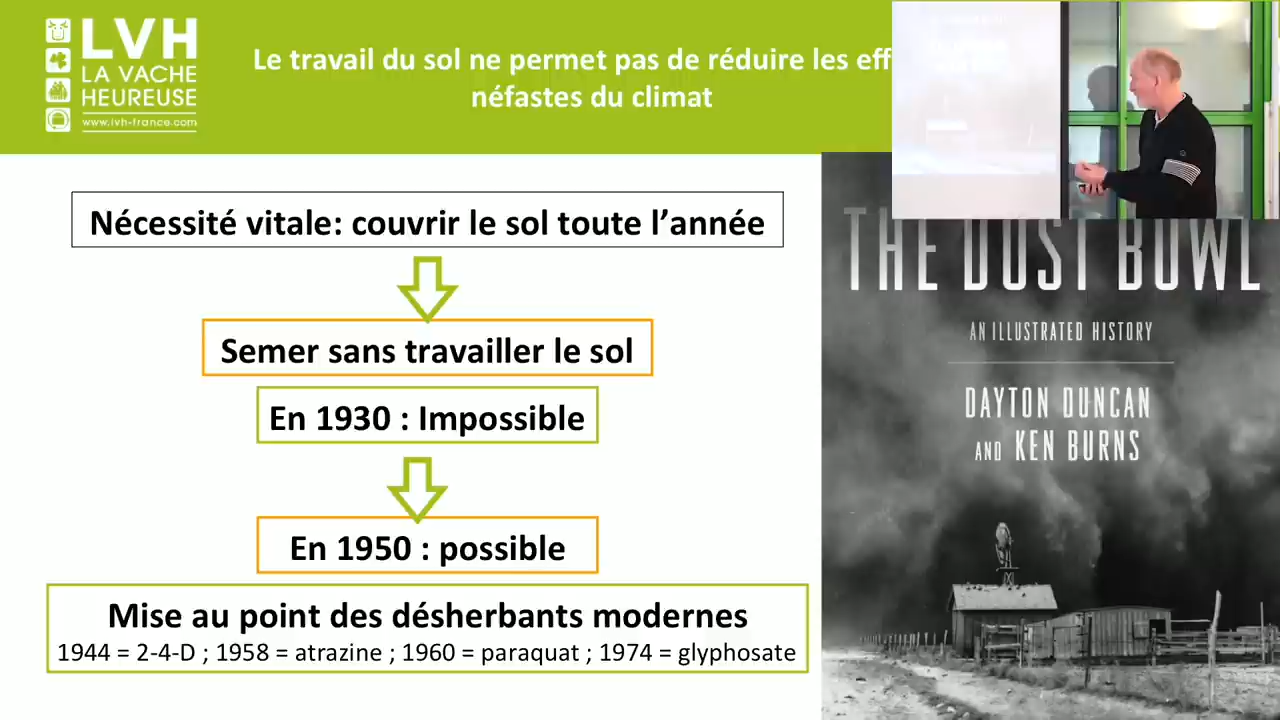 LVH
LA VACHE
HEUREUSE
www.lvh-france.com
Le travail du sol ne permet pas de réduire les eff
néfastes du climat
Nécessité vitale: couvrir le sol toute l’année
Semer sans travailler le sol
En 1930 : Impossible
En 1950 : possible
Mise au point des désherbants modernes
1944 = 2-4-D ; 1958 = atrazine ; 1960 = paraquat ; 1974 = glyphosate
THE DUST BOWL
AN ILLUSTRATED HISTORY
DAYTON DUNCAN
AND KEN BURNS